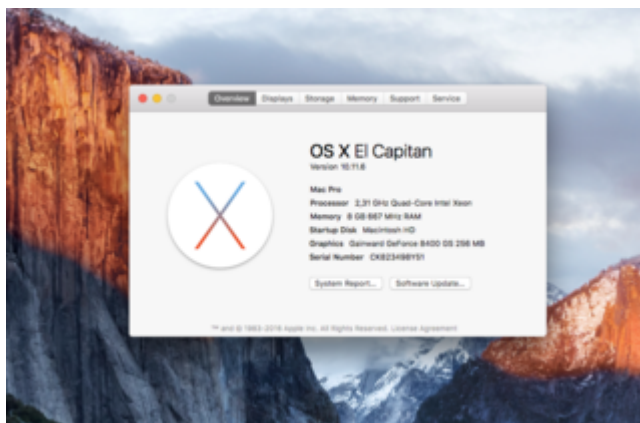 Overview Displays Storage Memory Support Service
OS X El Capitan
Version 10.11.6
Mac Pro
Processor 2,31 GHz Quad-Core Intel Xeon
Memory 8 GB 667 MHz RAM
Startup Disk Macintosh HD
Graphics Gainward GeForce 8400 GS 256 MB
Serial Number
System Report... Software Update...
™ and © 1983-2016 Apple Inc. All Rights Reserved. License Agreement